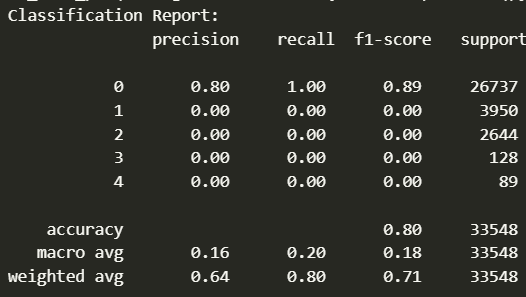 Classification Report:
precision recall f1-score support
0 0.80 1.00 0.89 26737
1 0.00 0.00 0.00 3950
2 0.00 0.00 0.00 2644
3 0.00 0.00 0.00 128
4 0.00 0.00 0.00 89
accuracy 0.80 33548
macro avg 0.16 0.20 0.18 33548
weighted avg 0.64 0.80 0.71 33548